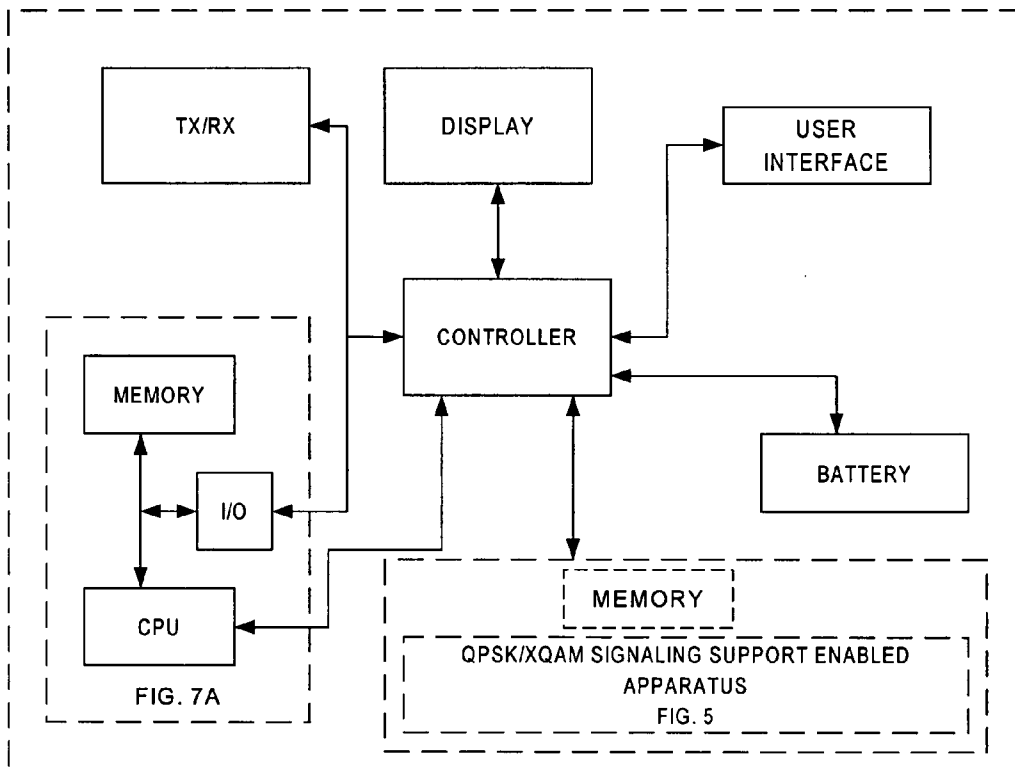 TX/RX
DISPLAY
USER
INTERFACE
CONTROLLER
MEMORY
I/O
BATTERY
CPU
FIG. 7A
MEMORY
QPSK/XQAM SIGNALING SUPPORT ENABLED
APPARATUS
FIG. 5